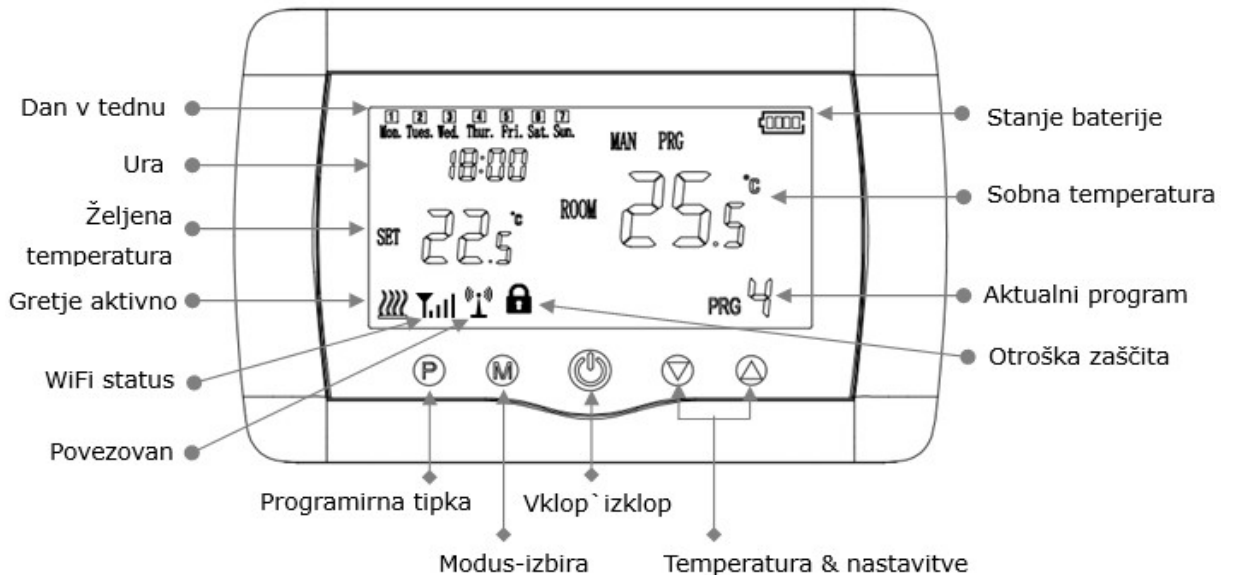 Dan v tednu
Ura
Željena
temperatura
Gretje aktivno
WiFi status
Povezovan
1 2 3 4 5 6 7
Mon. Tues. Wed. Thur. Fri. Sat. Sun.
18:00
MAN PRG
SET 22.5 °C
ROOM 25.5 °C
PRG 4
P M
Stanje baterije
Sobna temperatura
Aktualni program
Otroška zaščita
Programirna tipka
Vklop`izklop
Modus-izbira
Temperatura & nastavitve